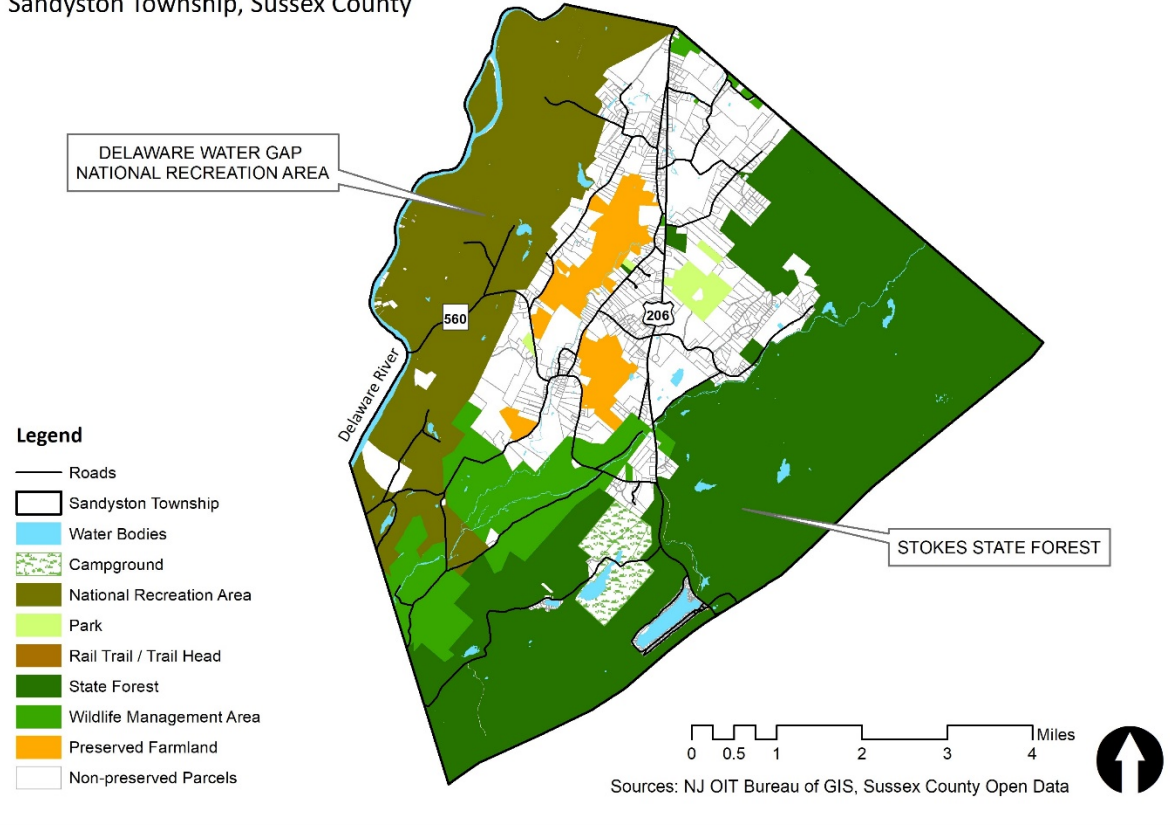 Sandyston Township, Sussex County
DELAWARE WATER GAP
NATIONAL RECREATION AREA
560
206
Delaware River
STOKES STATE FOREST
Legend
Roads
Sandyston Township
Water Bodies
Campground
National Recreation Area
Park
Rail Trail / Trail Head
State Forest
Wildlife Management Area
Preserved Farmland
Non-preserved Parcels
Miles
0 0.5 1 2 3 4
Sources: NJ OIT Bureau of GIS, Sussex County Open Data